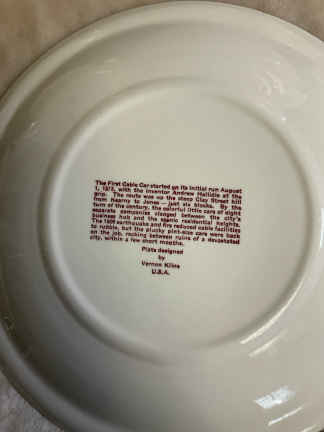 The First Cable Car started on its initial run August
1, 1873, with the inventor Andrew Hallidie at the
grip. The route was up the steep Clay Street hill
from Kearny to Jones — just six blocks. By the
turn of the century, the colorful little cars of eight
separate companies clanged between the city's
business hub and the scenic residential heights.
The 1906 earthquake and fire reduced cable facilities
to rubble, but the plucky pint-size cars were back
on the job, rocking between ruins of a devastated
city, within a few short months.
Plate designed
by
Vernon Kilns
U.S.A.